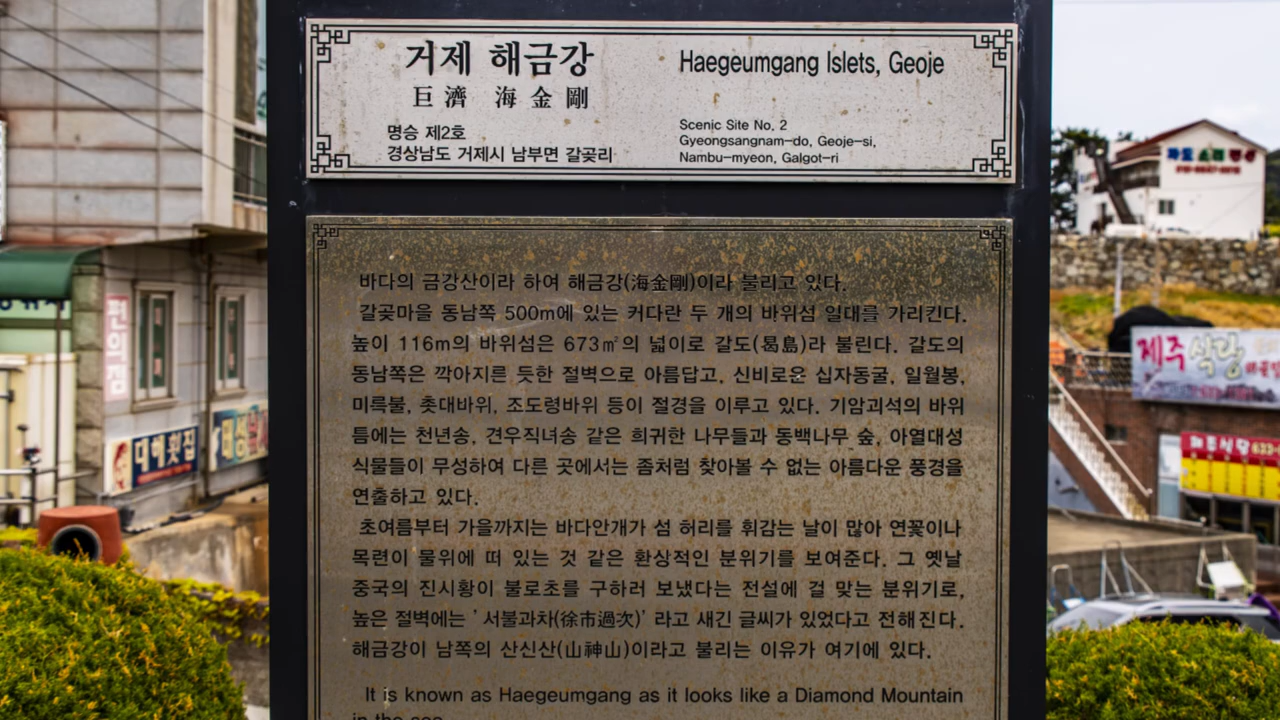 거제 해금강
巨濟 海金剛
명승 제2호
경상남도 거제시 남부면 갈곶리
Haegeumgang Islets, Geoje
Scenic Site No. 2
Gyeongsangnam-do, Geoje-si,
Nambu-myeon, Galgot-ri
바다의 금강산이라 하여 해금강(海金剛)이라 불리고 있다.
갈곶마을 동남쪽 500m에 있는 커다란 두 개의 바위섬 일대를 가리킨다.
높이 116m의 바위섬은 673㎡의 넓이로 갈도(曷島)라 불린다. 갈도의
동남쪽은 깎아지른 듯한 절벽으로 아름답고, 신비로운 십자동굴, 일월봉,
미륵불, 촛대바위, 조도령바위 등이 절경을 이루고 있다. 기암괴석의 바위
틈에는 천년송, 견우직녀송 같은 희귀한 나무들과 동백나무 숲, 아열대성
식물들이 무성하여 다른 곳에서는 좀처럼 찾아볼 수 없는 아름다운 풍경을
연출하고 있다.
초여름부터 가을까지는 바다안개가 섬 허리를 휘감는 날이 많아 연꽃이나
목련이 물위에 떠 있는 것 같은 환상적인 분위기를 보여준다. 그 옛날
중국의 진시황이 불로초를 구하러 보냈다는 전설에 걸 맞는 분위기로,
높은 절벽에는 ' 서불과차(徐市過次)' 라고 새긴 글씨가 있었다고 전해진다.
해금강이 남쪽의 산신산(山神山)이라고 불리는 이유가 여기에 있다.
It is known as Haegeumgang as it looks like a Diamond Mountain
in the sea
편의점
대해횟집
태성횟집
제주식당